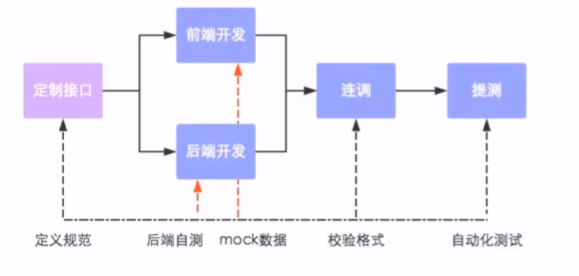 前端开发
定制接口
连调
提测
后端开发
定义规范
后端自测
mock数据
校验格式
自动化测试